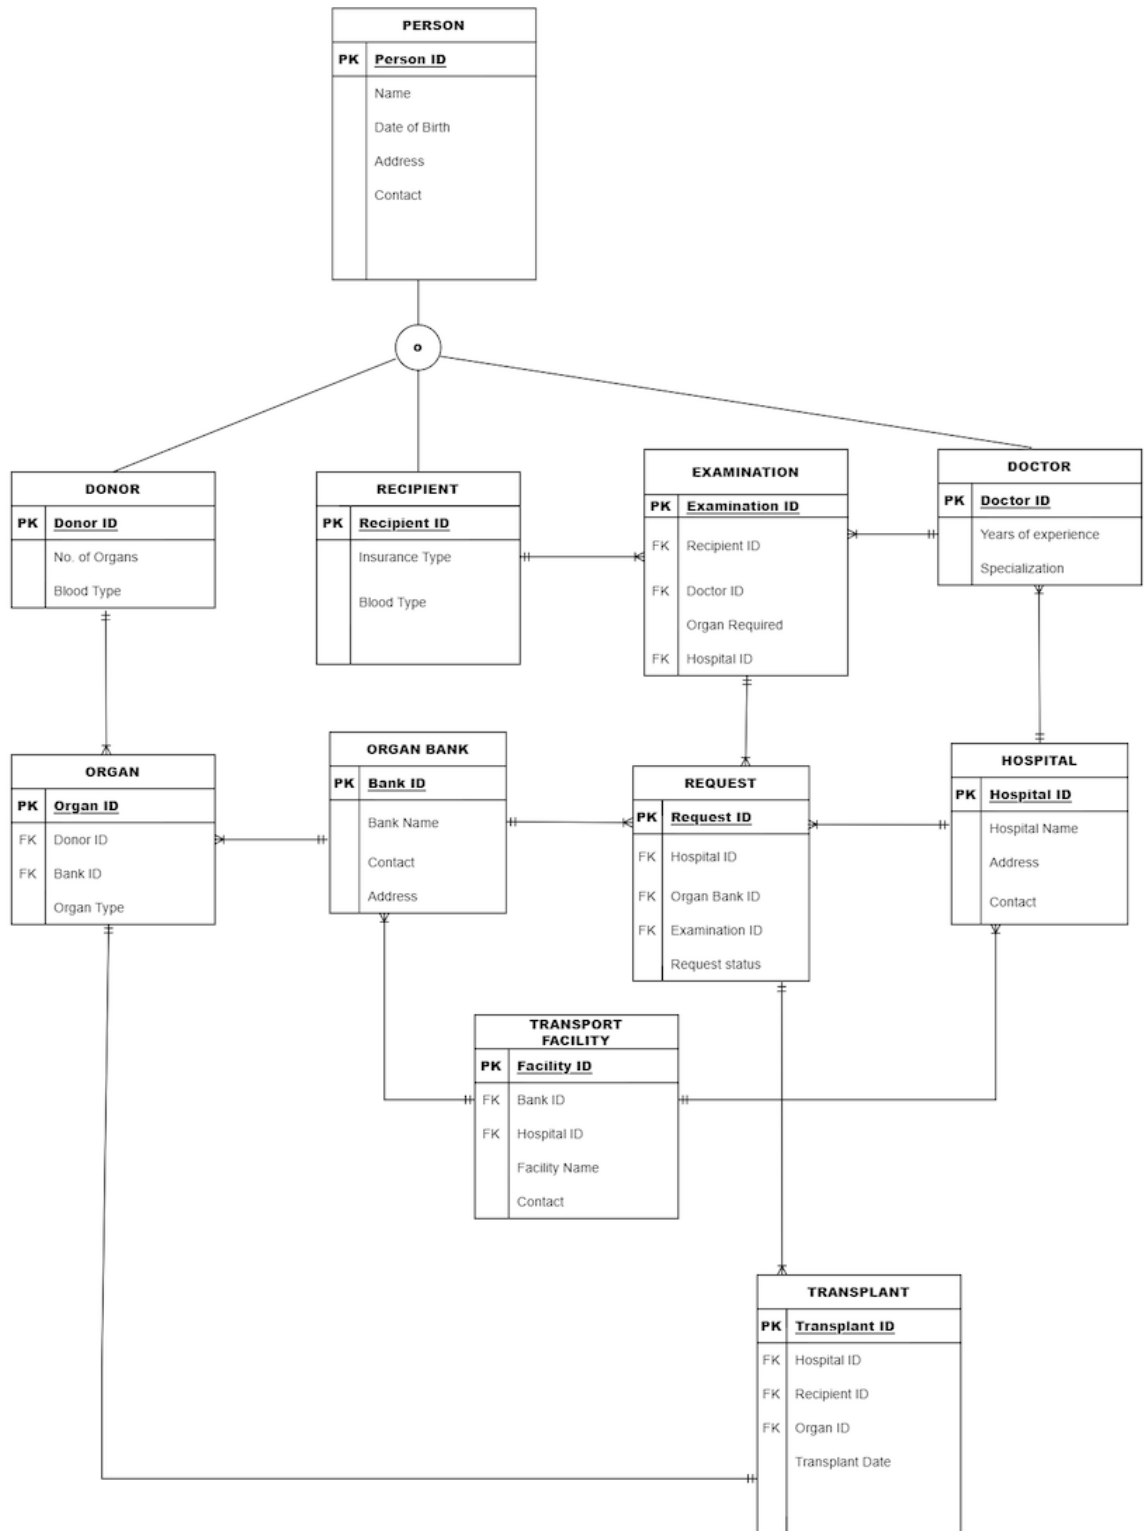 PERSON
PK Person ID
Name
Date of Birth
Address
Contact
o
DONOR
PK Donor ID
No. of Organs
Blood Type
RECIPIENT
PK Recipient ID
Insurance Type
Blood Type
EXAMINATION
PK Examination ID
FK Recipient ID
FK Doctor ID
Organ Required
FK Hospital ID
DOCTOR
PK Doctor ID
Years of experience
Specialization
ORGAN
PK Organ ID
FK Donor ID
FK Bank ID
Organ Type
ORGAN BANK
PK Bank ID
Bank Name
Contact
Address
REQUEST
PK Request ID
FK Hospital ID
FK Organ Bank ID
FK Examination ID
Request status
HOSPITAL
PK Hospital ID
Hospital Name
Address
Contact
TRANSPORT
FACILITY
PK Facility ID
FK Bank ID
FK Hospital ID
Facility Name
Contact
TRANSPLANT
PK Transplant ID
FK Hospital ID
FK Recipient ID
FK Organ ID
Transplant Date